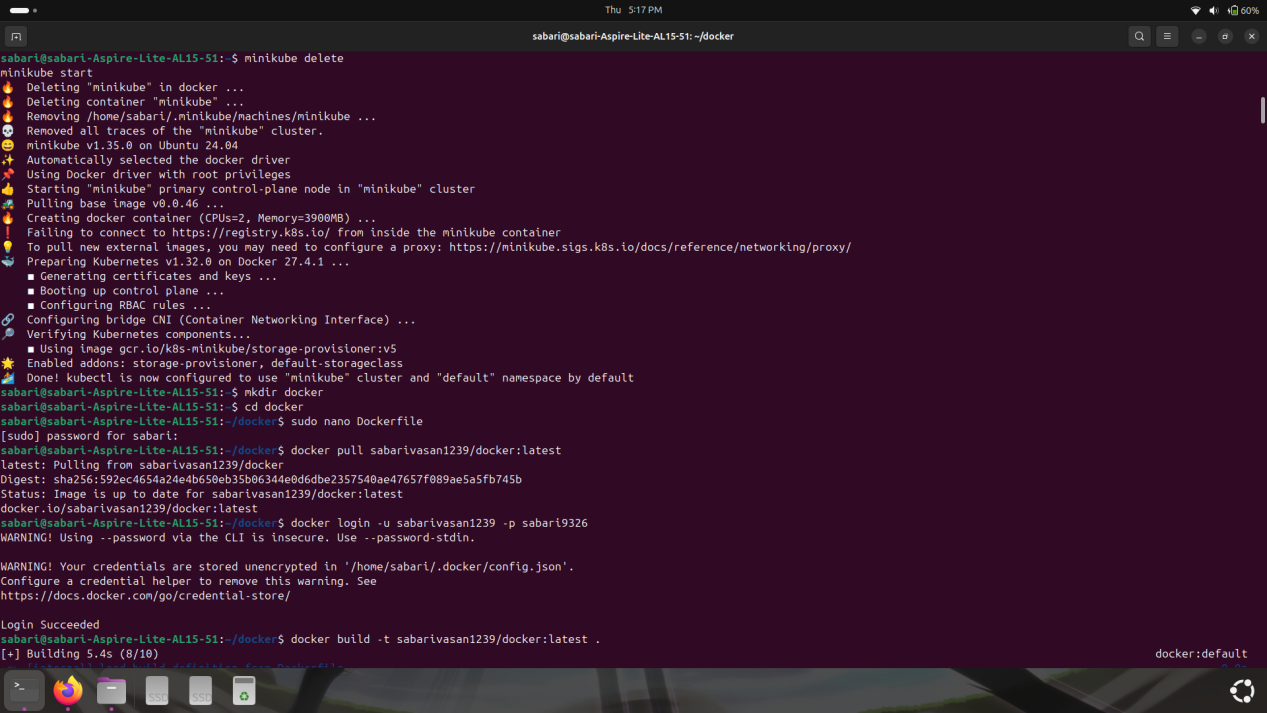 Thu 5:17 PM
60%
sabari@sabari-Aspire-Lite-AL15-51: ~/docker
sabari@sabari-Aspire-Lite-AL15-51:~$ minikube delete
minikube start
Deleting "minikube" in docker ...
Deleting container "minikube" ...
Removing /home/sabari/.minikube/machines/minikube ...
Removed all traces of the "minikube" cluster.
minikube v1.35.0 on Ubuntu 24.04
Automatically selected the docker driver
Using Docker driver with root privileges
Starting "minikube" primary control-plane node in "minikube" cluster
Pulling base image v0.0.46 ...
Creating docker container (CPUs=2, Memory=3900MB) ...
Failing to connect to https://registry.k8s.io/ from inside the minikube container
To pull new external images, you may need to configure a proxy: https://minikube.sigs.k8s.io/docs/reference/networking/proxy/
Preparing Kubernetes v1.32.0 on Docker 27.4.1 ...
▪ Generating certificates and keys ...
▪ Booting up control plane ...
▪ Configuring RBAC rules ...
Configuring bridge CNI (Container Networking Interface) ...
Verifying Kubernetes components...
▪ Using image gcr.io/k8s-minikube/storage-provisioner:v5
Enabled addons: storage-provisioner, default-storageclass
Done! kubectl is now configured to use "minikube" cluster and "default" namespace by default
sabari@sabari-Aspire-Lite-AL15-51:~$ mkdir docker
sabari@sabari-Aspire-Lite-AL15-51:~$ cd docker
sabari@sabari-Aspire-Lite-AL15-51:~/docker$ sudo nano Dockerfile
[sudo] password for sabari:
sabari@sabari-Aspire-Lite-AL15-51:~/docker$ docker pull sabarivasan1239/docker:latest
latest: Pulling from sabarivasan1239/docker
Digest: sha256:592ec4654a24e4b650eb35b06344e0d6dbe2357540ae47657f089ae5a5fb745b
Status: Image is up to date for sabarivasan1239/docker:latest
docker.io/sabarivasan1239/docker:latest
sabari@sabari-Aspire-Lite-AL15-51:~/docker$ docker login -u sabarivasan1239 -p sabari9326
WARNING! Using --password via the CLI is insecure. Use --password-stdin.
WARNING! Your credentials are stored unencrypted in '/home/sabari/.docker/config.json'.
Configure a credential helper to remove this warning. See
https://docs.docker.com/go/credential-store/
Login Succeeded
sabari@sabari-Aspire-Lite-AL15-51:~/docker$ docker build -t sabarivasan1239/docker:latest .
[+] Building 5.4s (8/10) docker:default
=> [internal] load build definition from Dockerfile
SSD
SSD